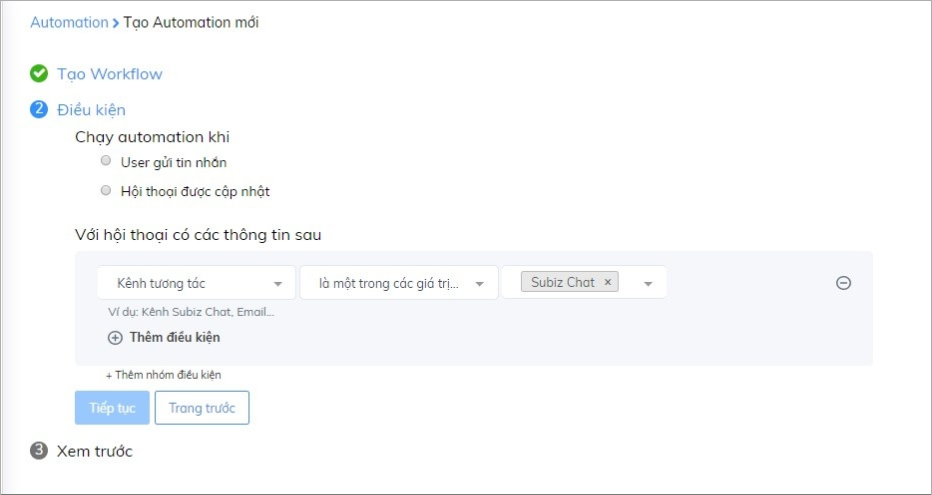 Automation > Tạo Automation mới
Tạo Workflow
2 Điều kiện
Chạy automation khi
User gửi tin nhắn
Hội thoại được cập nhật
Với hội thoại có các thông tin sau
Kênh tương tác là một trong các giá trị... Subiz Chat ×
Ví dụ: Kênh Subiz Chat, Email...
Thêm điều kiện
+ Thêm nhóm điều kiện
Tiếp tục Trang trước
3 Xem trước